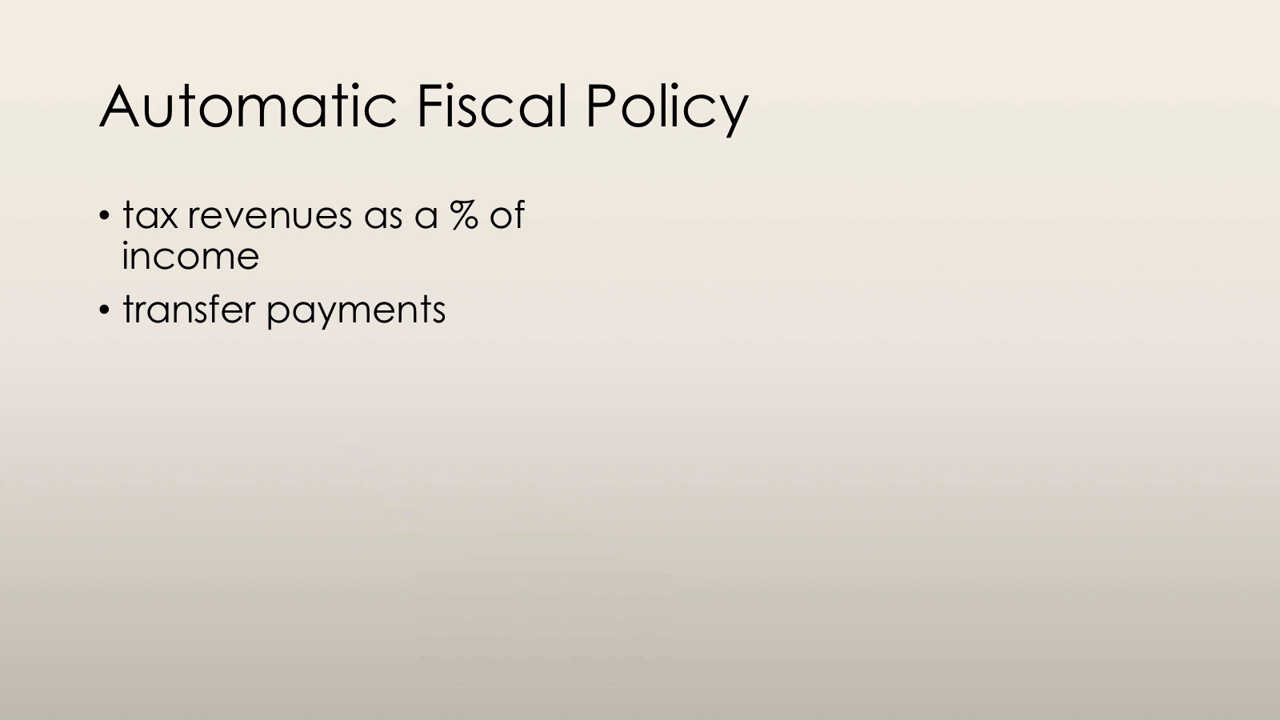 Automatic Fiscal Policy
• tax revenues as a % of
income
• transfer payments